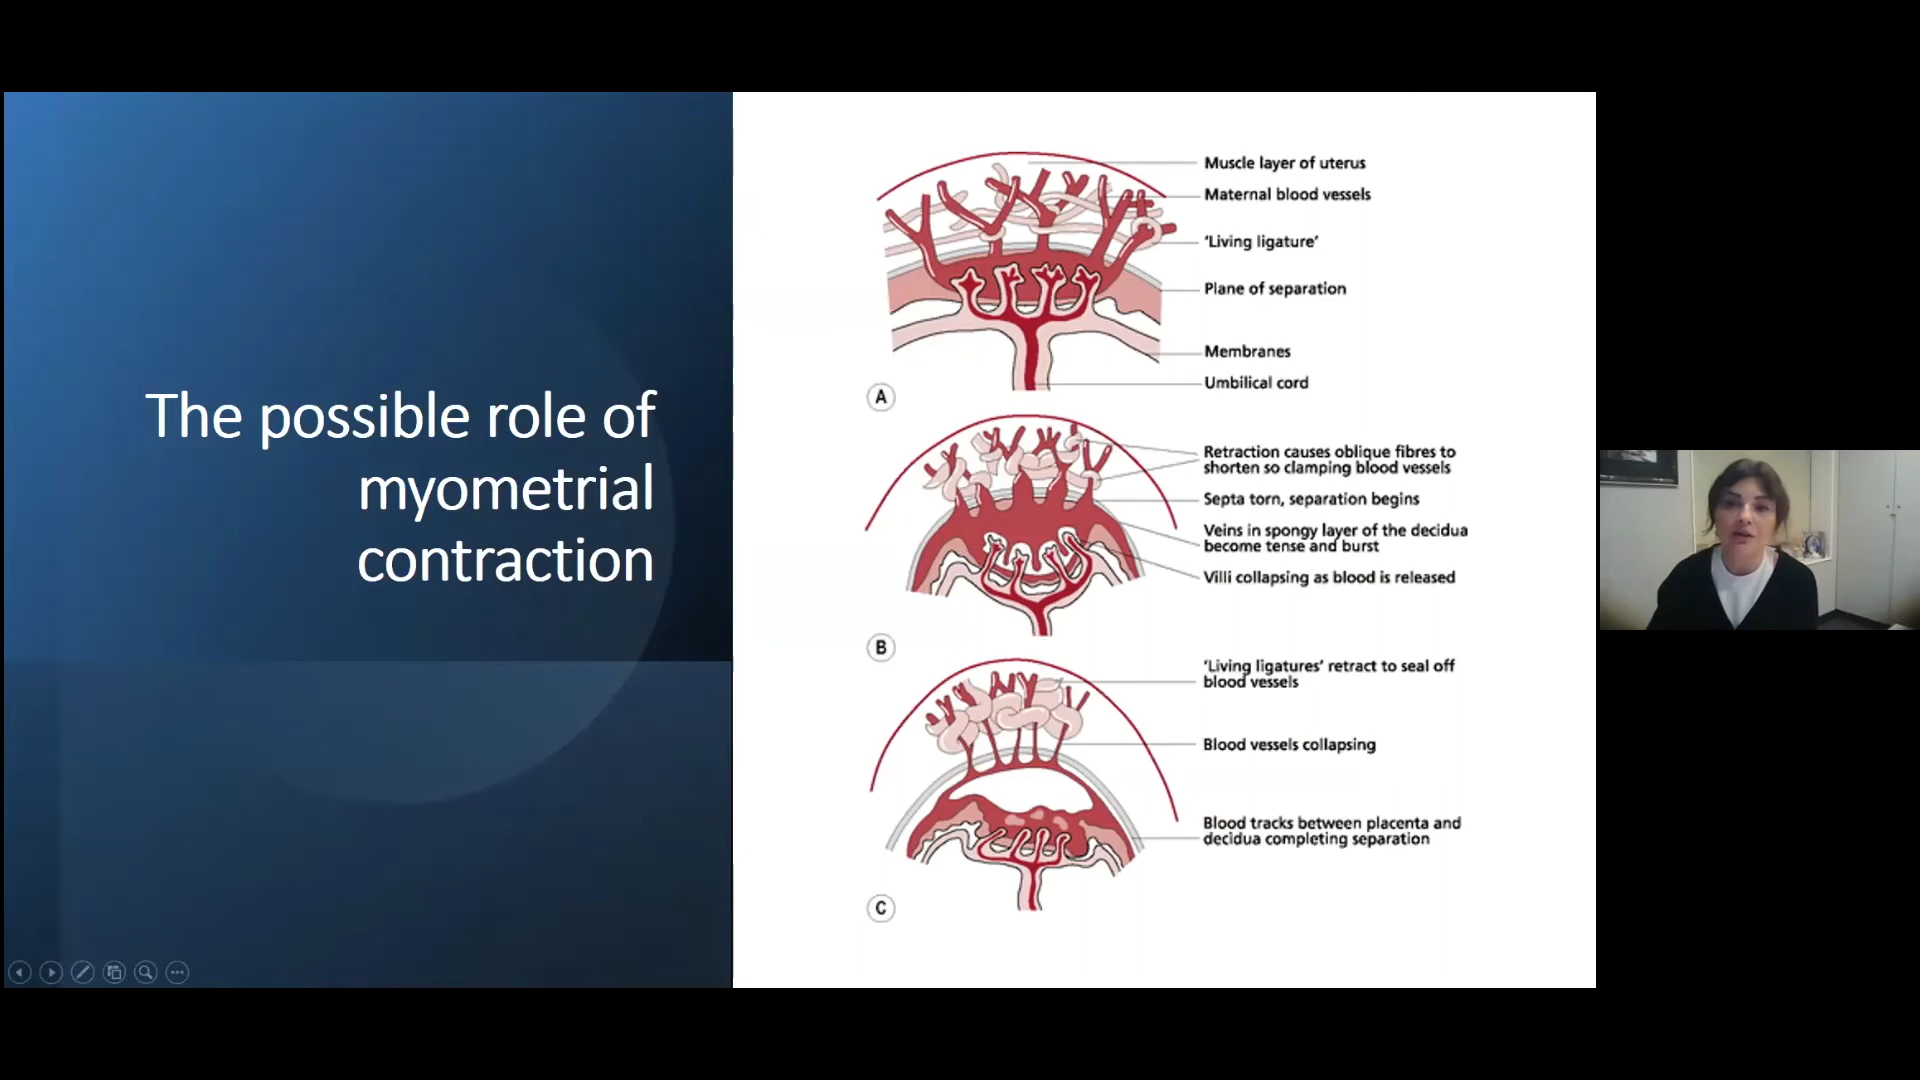 The possible role of
myometrial
contraction
Muscle layer of uterus
Maternal blood vessels
‘Living ligature’
Plane of separation
Membranes
Umbilical cord
A
Retraction causes oblique fibres to
shorten so clamping blood vessels
Septa torn, separation begins
Veins in spongy layer of the decidua
become tense and burst
Villi collapsing as blood is released
B
‘Living ligatures’ retract to seal off
blood vessels
Blood vessels collapsing
Blood tracks between placenta and
decidua completing separation
C